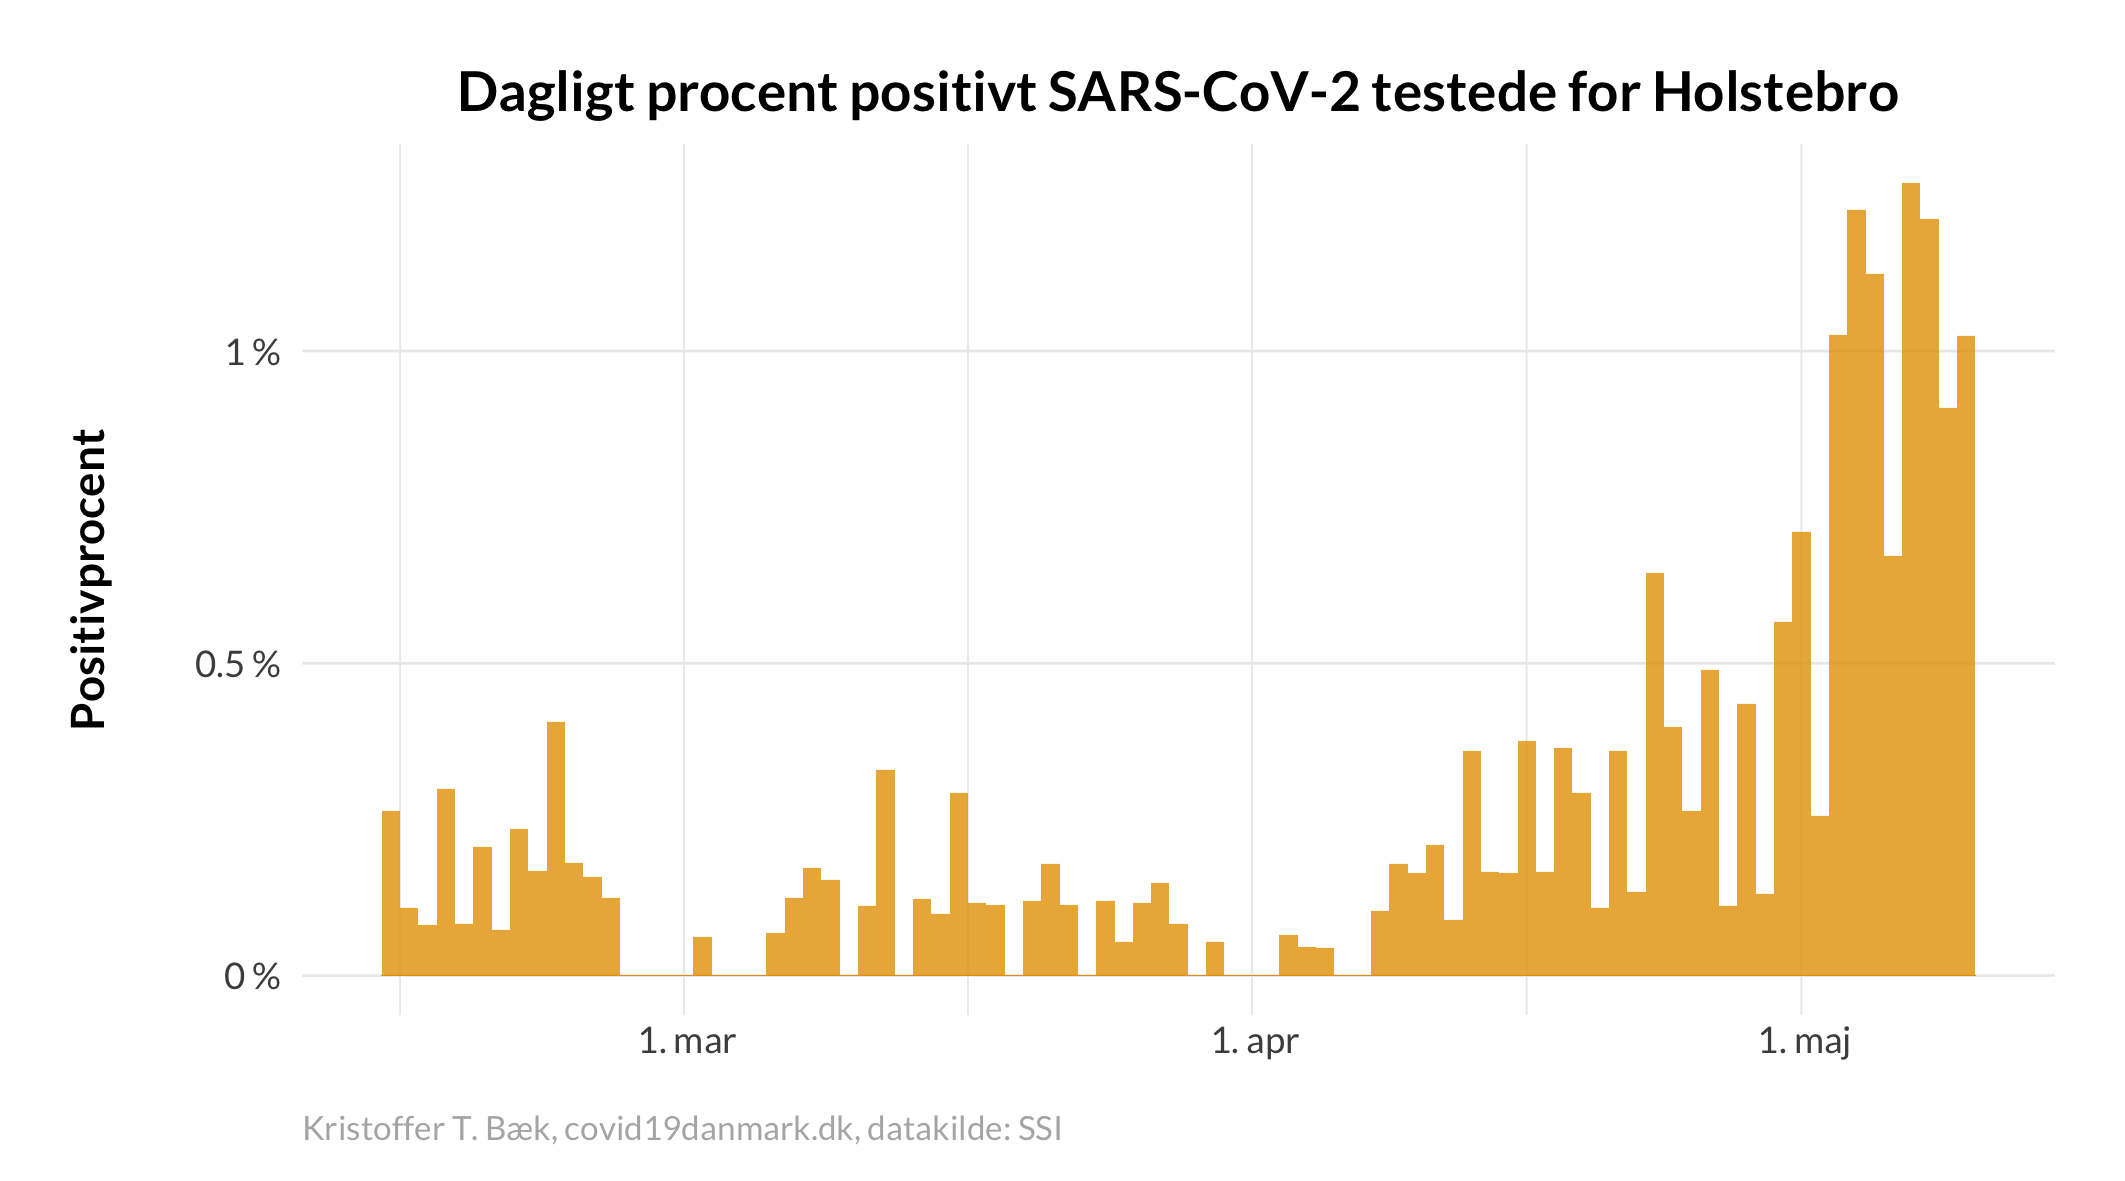 Dagligt procent positivt SARS-CoV-2 testede for Holstebro
Positivprocent
1 %
0.5 %
0 %
1. mar
1. apr
1. maj
Kristoffer T. Bæk, covid19danmark.dk, datakilde: SSI